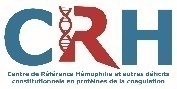 CRH
Centre de Référence Hémophilie et autres déficits
constitutionnels en protéines de la coagulation